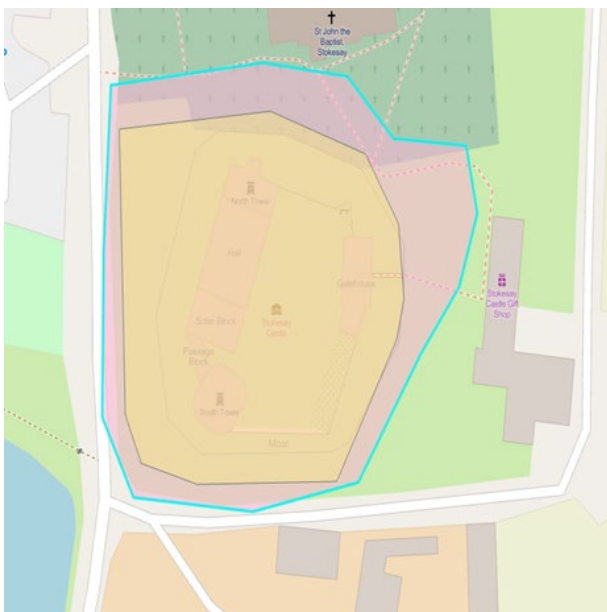 St John the
Baptist,
Stokesay
North Tower
Hall
Gatehouse
Solar Block
Stokesay
Castle
Passage
Block
South Tower
Moat
Stokesay
Castle Gift
Shop